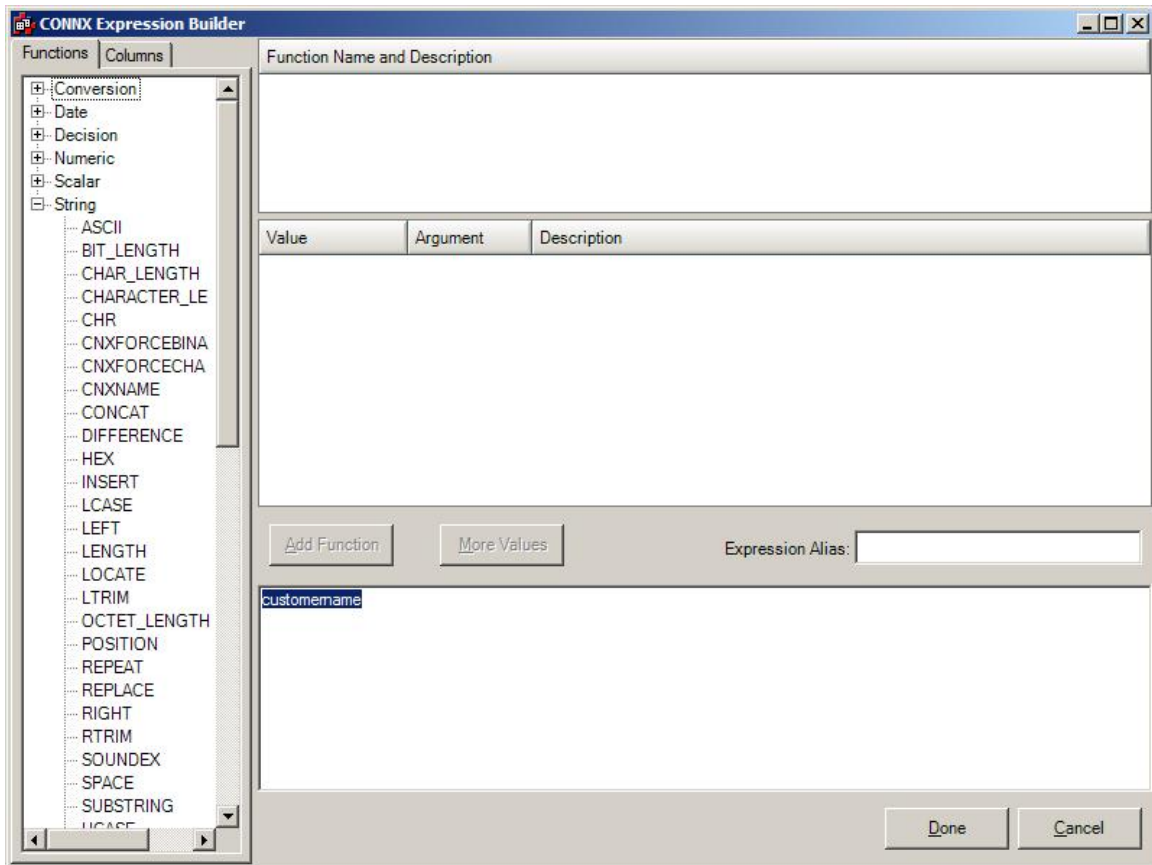 CONNX Expression Builder
Functions
Columns
Conversion
Date
Decision
Numeric
Scalar
String
ASCII
BIT_LENGTH
CHAR_LENGTH
CHARACTER_LE
CHR
CNXFORCEBINA
CNXFORCECHA
CNXNAME
CONCAT
DIFFERENCE
HEX
INSERT
LCASE
LEFT
LENGTH
LOCATE
LTRIM
OCTET_LENGTH
POSITION
REPEAT
REPLACE
RIGHT
RTRIM
SOUNDEX
SPACE
SUBSTRING
UCASE
Function Name and Description
Value Argument Description
Add Function More Values Expression Alias:
customername
Done Cancel